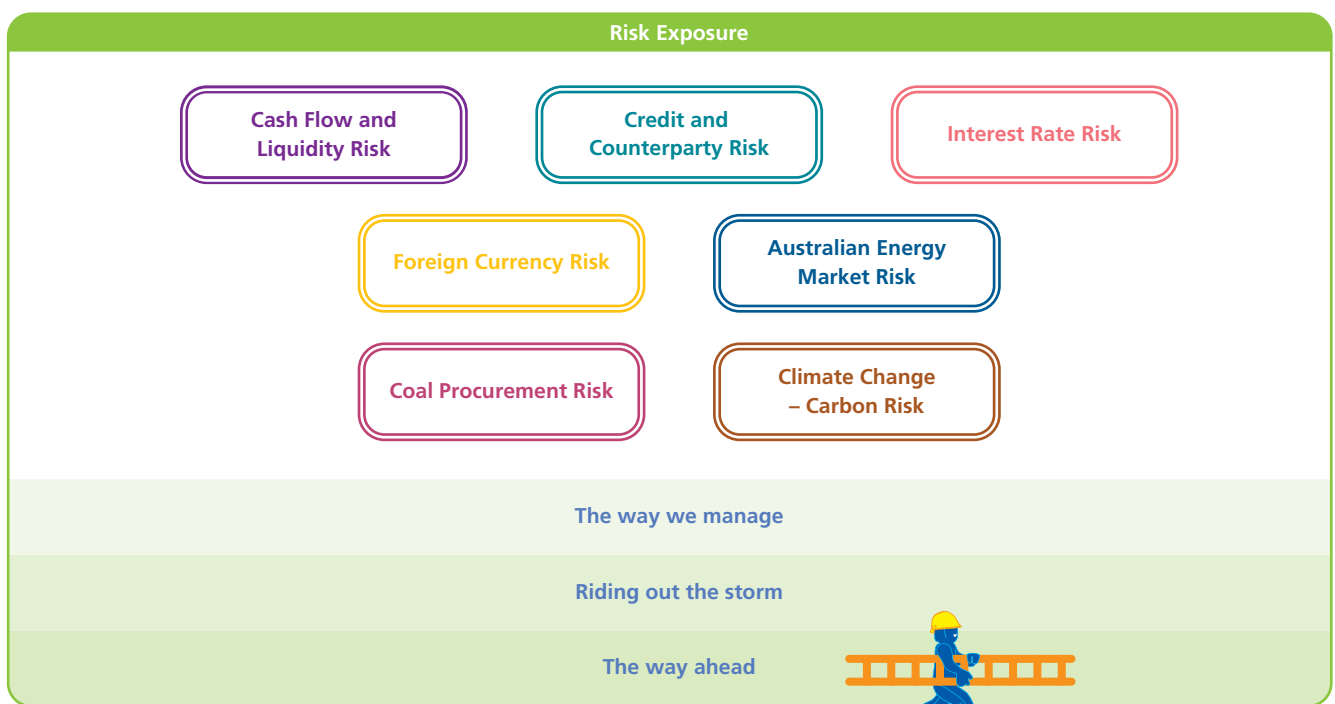 Risk Exposure
Cash Flow and
Liquidity Risk
Credit and
Counterparty Risk
Interest Rate Risk
Foreign Currency Risk
Australian Energy
Market Risk
Coal Procurement Risk
Climate Change
– Carbon Risk
The way we manage
Riding out the storm
The way ahead